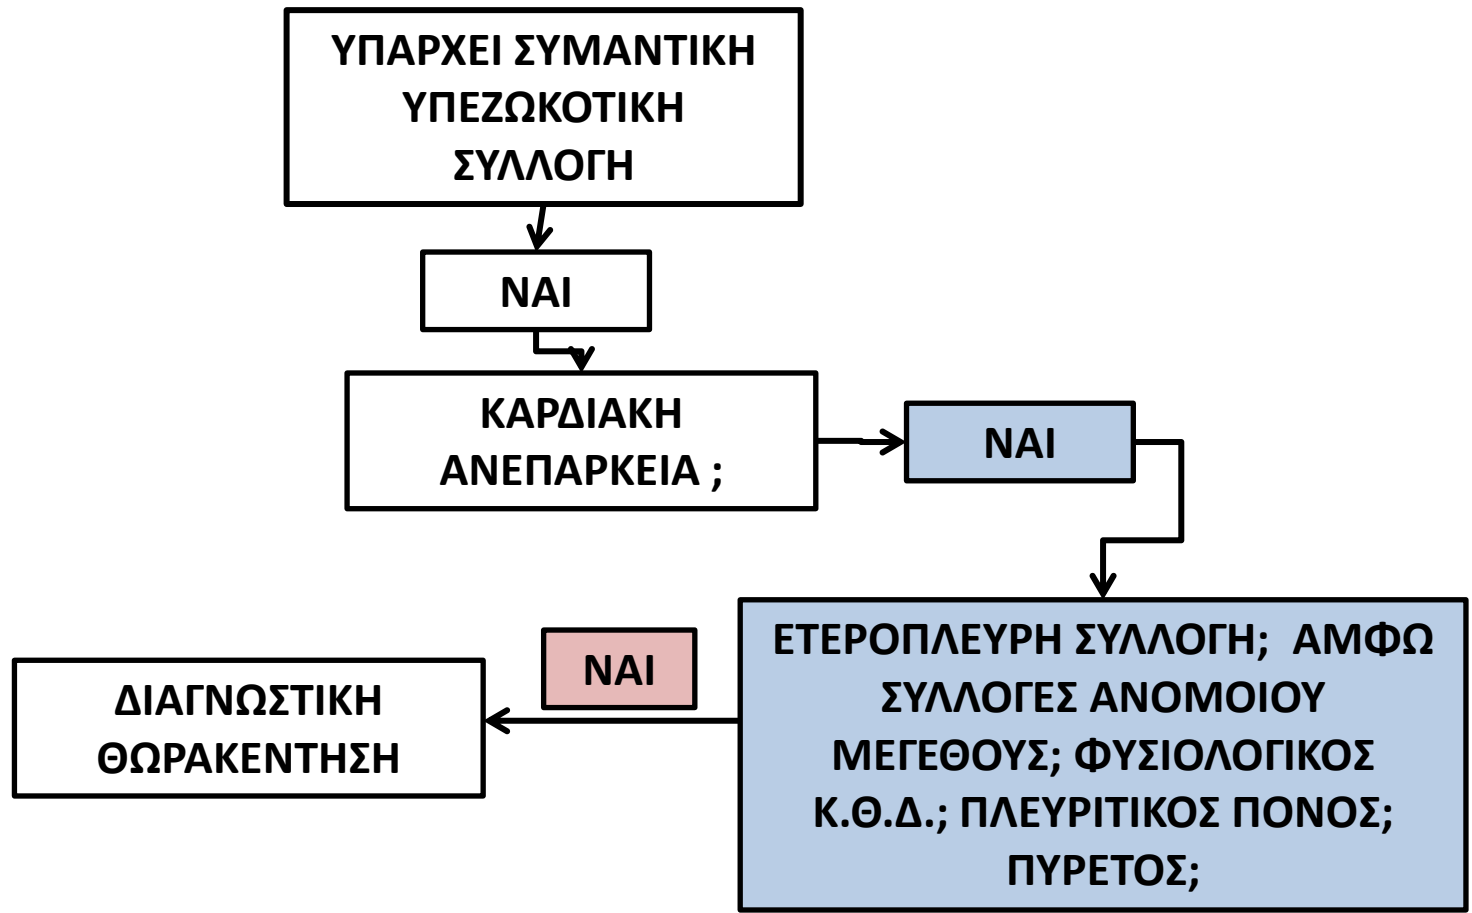 ΥΠΑΡΧΕΙ ΣΥΜΑΝΤΙΚΗ
ΥΠΕΖΩΚΟΤΙΚΗ
ΣΥΛΛΟΓΗ
ΝΑΙ
ΚΑΡΔΙΑΚΗ
ΑΝΕΠΑΡΚΕΙΑ ;
ΝΑΙ
ΕΤΕΡΟΠΛΕΥΡΗ ΣΥΛΛΟΓΗ; ΑΜΦΩ
ΣΥΛΛΟΓΕΣ ΑΝΟΜΟΙΟΥ
ΜΕΓΕΘΟΥΣ; ΦΥΣΙΟΛΟΓΙΚΟΣ
Κ.Θ.Δ.; ΠΛΕΥΡΙΤΙΚΟΣ ΠΟΝΟΣ;
ΠΥΡΕΤΟΣ;
ΝΑΙ
ΔΙΑΓΝΩΣΤΙΚΗ
ΘΩΡΑΚΕΝΤΗΣΗ